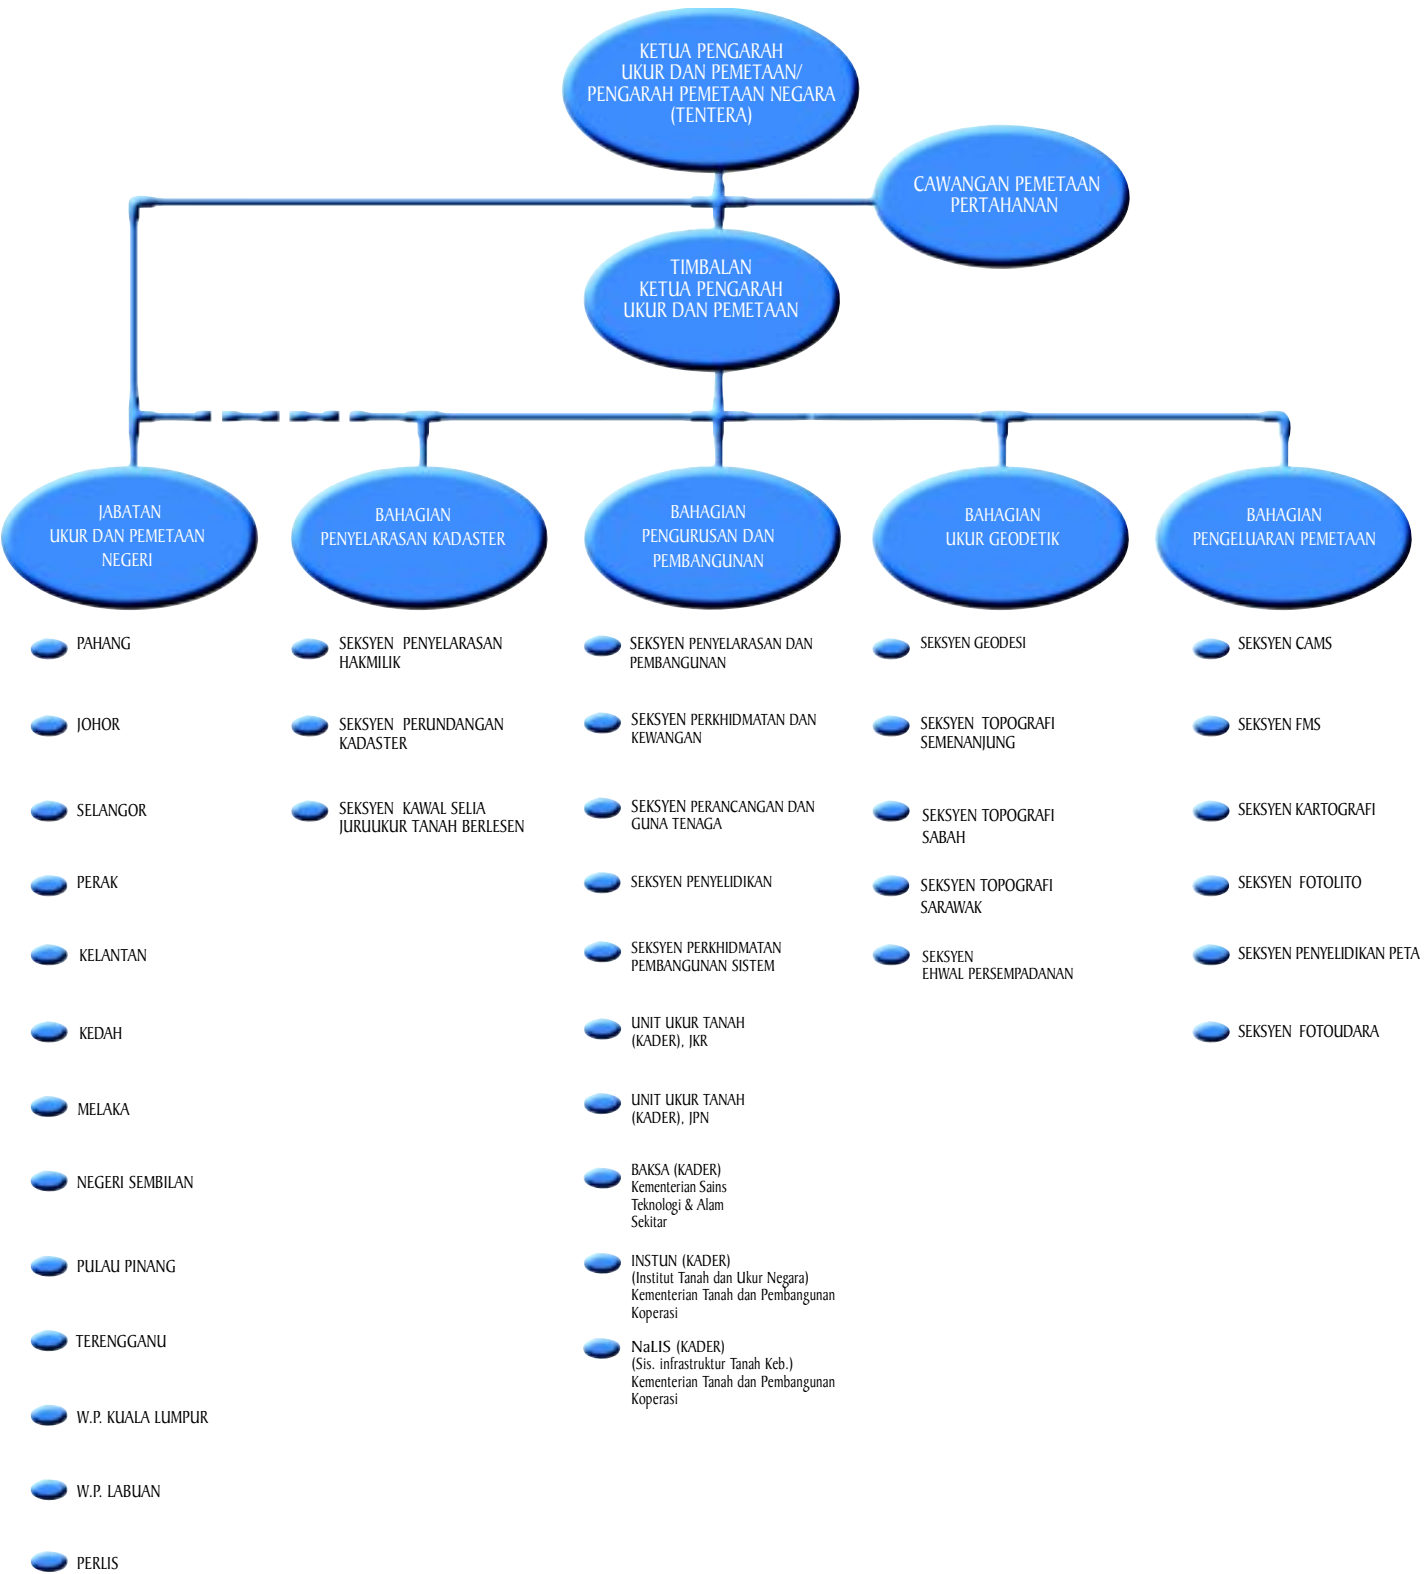 KETUA PENGARAH
UKUR DAN PEMETAAN/
PENGARAH PEMETAAN NEGARA
(TENTERA)
CAWANGAN PEMETAAN
PERTAHANAN
TIMBALAN
KETUA PENGARAH
UKUR DAN PEMETAAN
JABATAN
UKUR DAN PEMETAAN
NEGERI
BAHAGIAN
PENYELARASAN KADASTER
BAHAGIAN
PENGURUSAN DAN
PEMBANGUNAN
BAHAGIAN
UKUR GEODETIK
BAHAGIAN
PENGELUARAN PEMETAAN
PAHANG
JOHOR
SELANGOR
PERAK
KELANTAN
KEDAH
MELAKA
NEGERI SEMBILAN
PULAU PINANG
TERENGGANU
W.P. KUALA LUMPUR
W.P. LABUAN
PERLIS
SEKSYEN PENYELARASAN
HAKMILIK
SEKSYEN PERUNDANGAN
KADASTER
SEKSYEN KAWAL SELIA
JURUUKUR TANAH BERLESEN
SEKSYEN PENYELARASAN DAN
PEMBANGUNAN
SEKSYEN PERKHIDMATAN DAN
KEWANGAN
SEKSYEN PERANCANGAN DAN
GUNA TENAGA
SEKSYEN PENYELIDIKAN
SEKSYEN PERKHIDMATAN
PEMBANGUNAN SISTEM
UNIT UKUR TANAH
(KADER), JKR
UNIT UKUR TANAH
(KADER), JPN
BAKSA (KADER)
Kementerian Sains
Teknologi & Alam
Sekitar
INSTUN (KADER)
(Institut Tanah dan Ukur Negara)
Kementerian Tanah dan Pembangunan
Koperasi
NaLIS (KADER)
(Sis. infrastruktur Tanah Keb.)
Kementerian Tanah dan Pembangunan
Koperasi
SEKSYEN GEODESI
SEKSYEN TOPOGRAFI
SEMENANJUNG
SEKSYEN TOPOGRAFI
SABAH
SEKSYEN TOPOGRAFI
SARAWAK
SEKSYEN
EHWAL PERSEMPADANAN
SEKSYEN CAMS
SEKSYEN FMS
SEKSYEN KARTOGRAFI
SEKSYEN FOTOLITO
SEKSYEN PENYELIDIKAN PETA
SEKSYEN FOTOUDARA